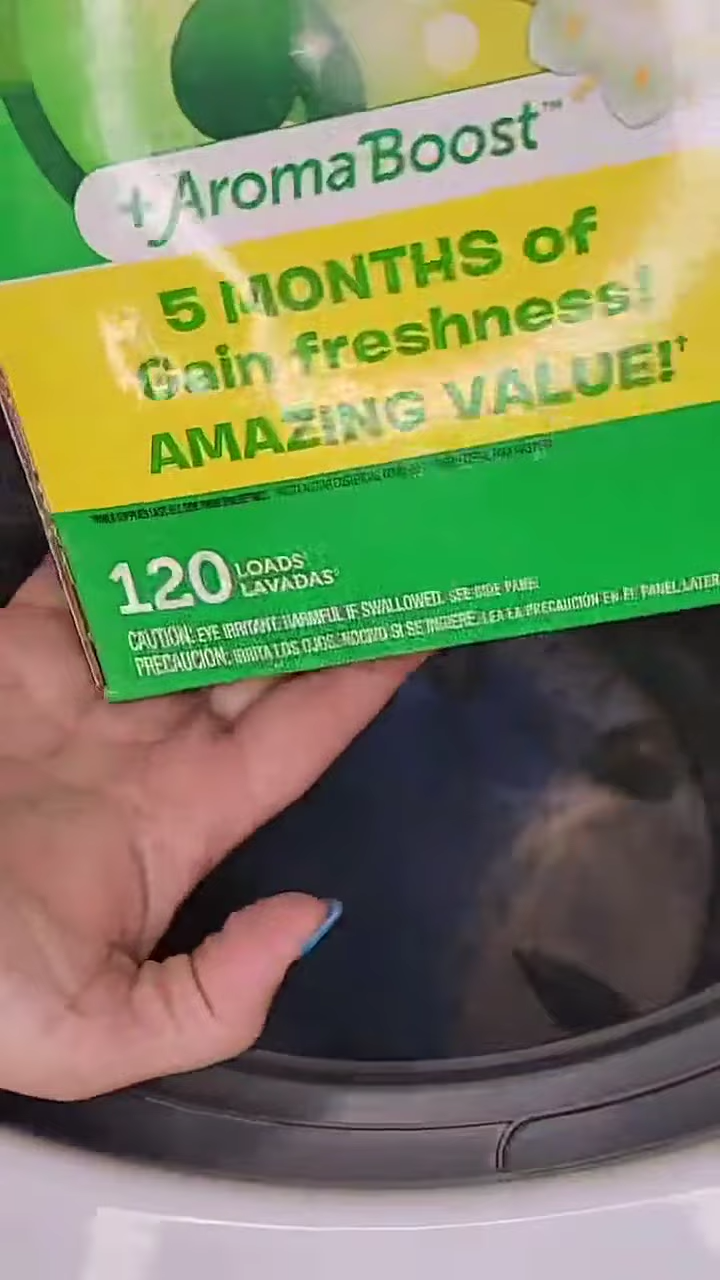 +AromaBoost™
5 MONTHS of
Gain freshness!
AMAZING VALUE!†
120 LOADS
LAVADAS
CAUTION: EYE IRRITANT. HARMFUL IF SWALLOWED. SEE SIDE PANEL
PRECAUCIÓN: IRRITA LOS OJOS. NOCIVO SI SE INGIERE. LEA LA PRECAUCIÓN EN EL PANEL LATER